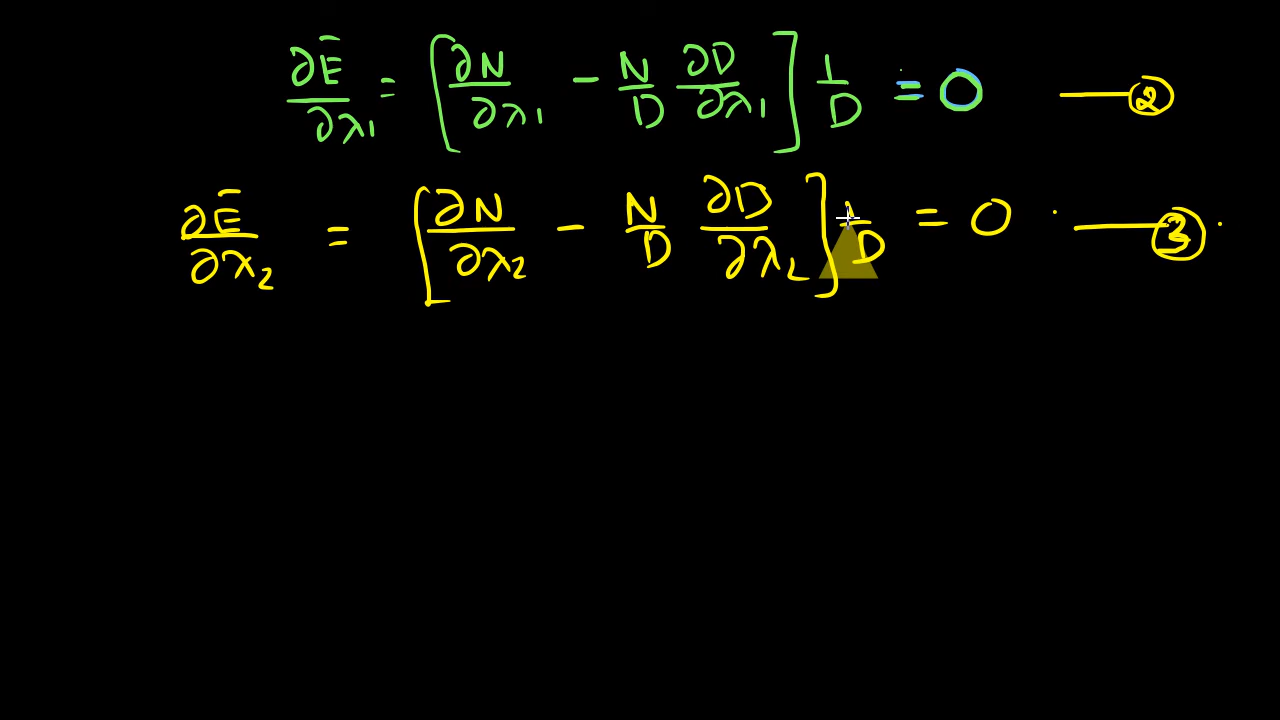 ∂Ē/∂λ₁ = [∂N/∂λ₁ − N/D ∂D/∂λ₁] 1/D = 0 —— ②
∂Ē/∂λ₂ = [∂N/∂λ₂ − N/D ∂D/∂λ₂] 1/D = 0 —— ③